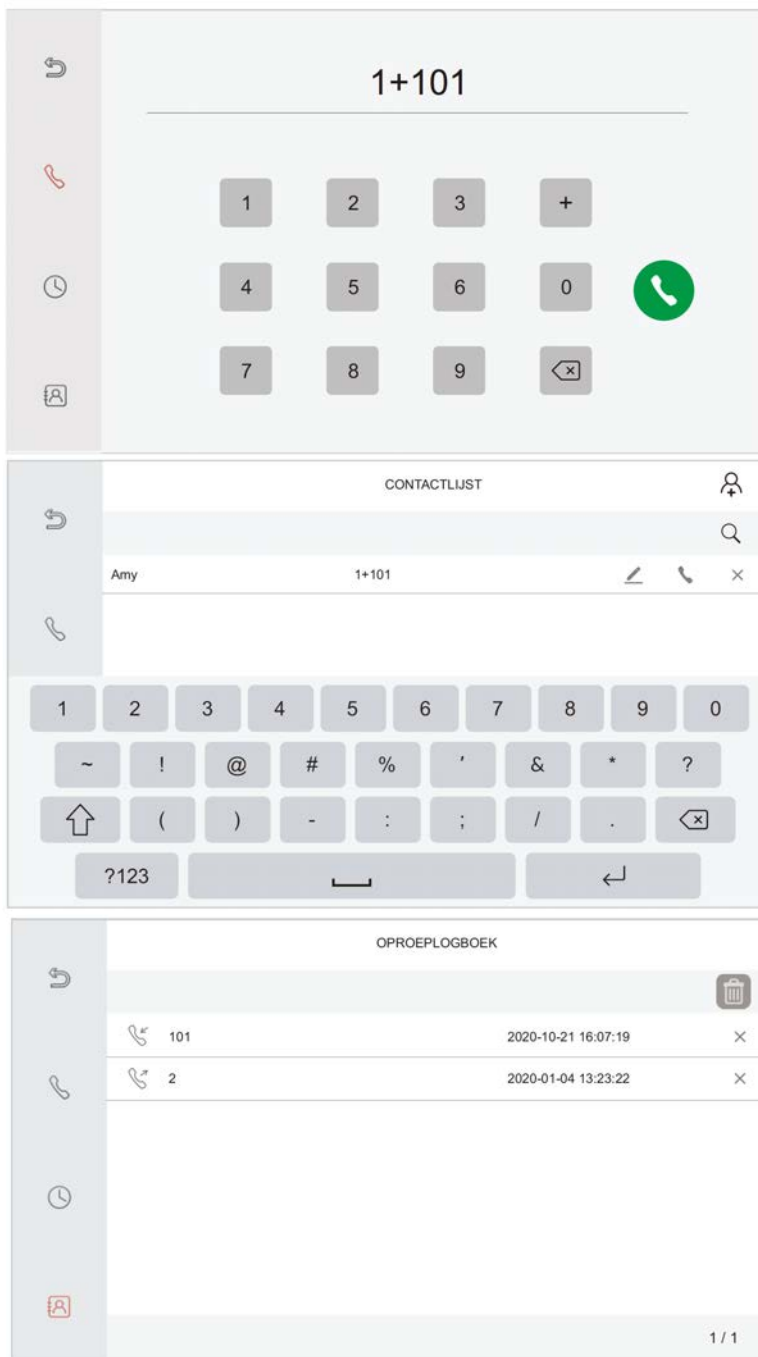 1+101
1 2 3 +
4 5 6 0
7 8 9
CONTACTLIJST
Amy 1+101
1 2 3 4 5 6 7 8 9 0
~ ! @ # % ' & * ?
( ) - : ; / .
?123
OPROEPLOGBOEK
101 2020-10-21 16:07:19
2 2020-01-04 13:23:22
1 / 1